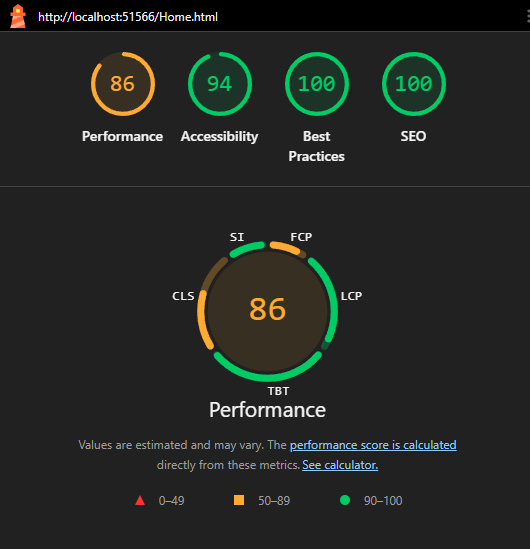 http://localhost:51566/Home.html
86 94 100 100
Performance Accessibility Best Practices SEO
SI FCP
CLS 86 LCP
TBT
Performance
Values are estimated and may vary. The performance score is calculated
directly from these metrics. See calculator.
0–49 50–89 90–100